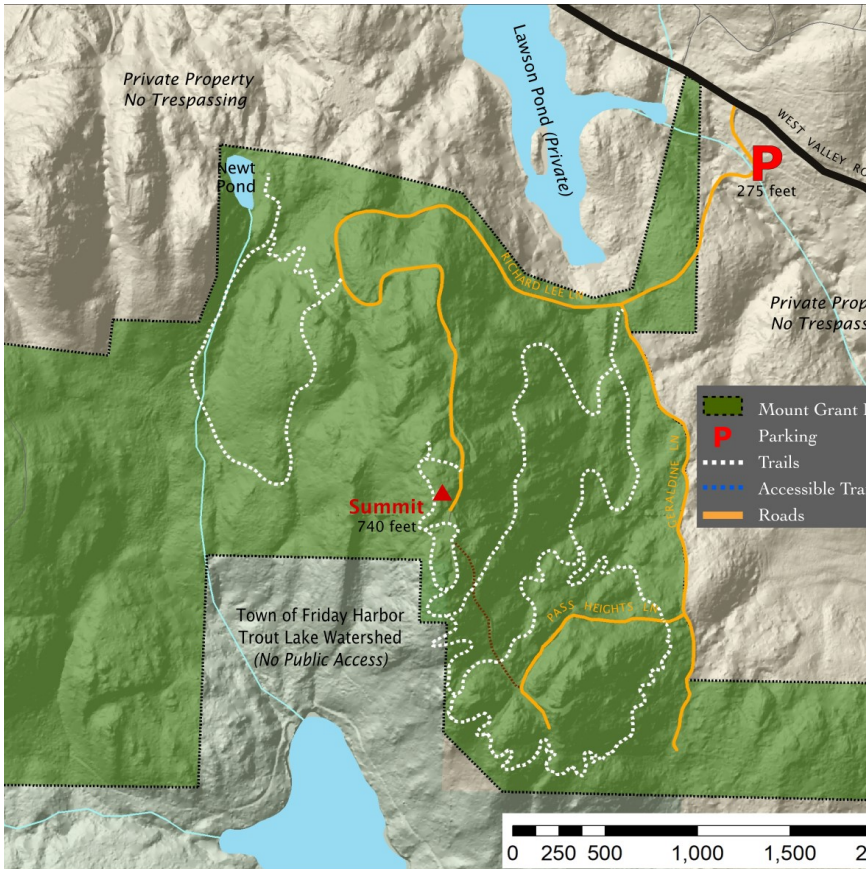 Private Property
No Trespassing
Lawson Pond (Private)
WEST VALLEY RO
P
275 feet
Newt
Pond
RICHARD LEE LN
Private Prop
No Trespass
Mount Grant
P Parking
Trails
Accessible Tra
Roads
GERALDINE LN
Summit
740 feet
PASS HEIGHTS LN
Town of Friday Harbor
Trout Lake Watershed
(No Public Access)
0 250 500 1,000 1,500 2